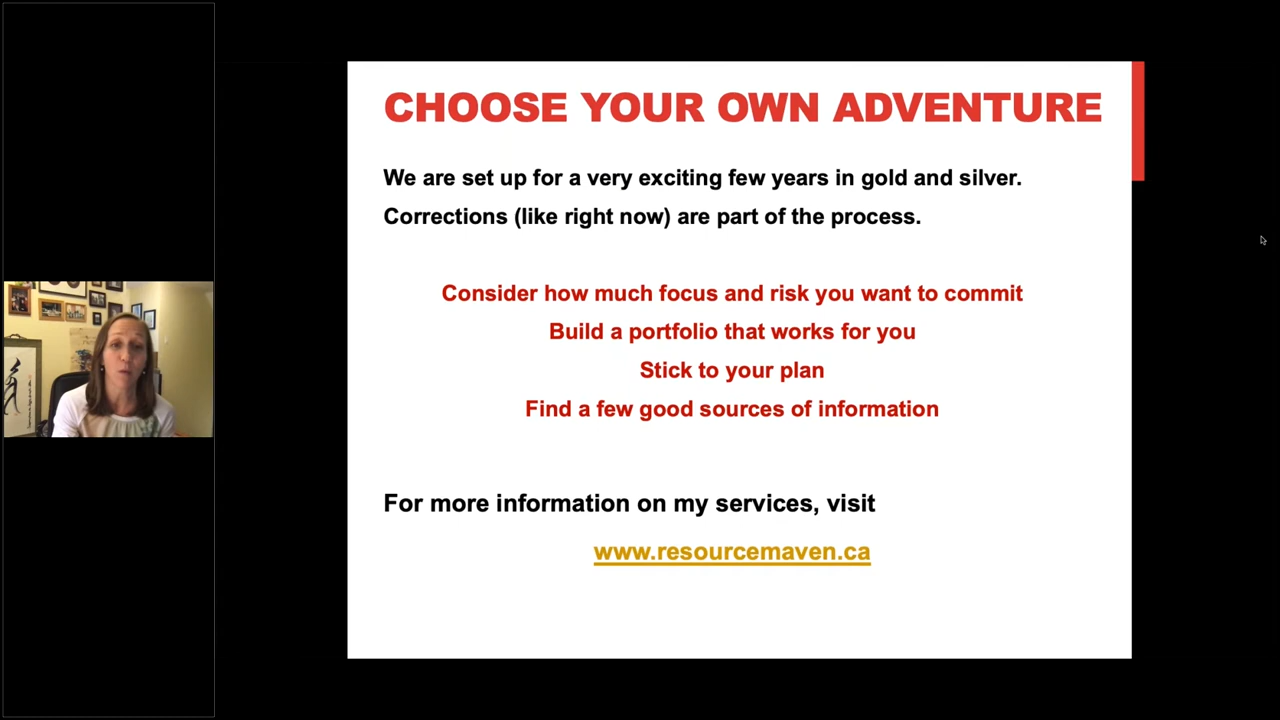 CHOOSE YOUR OWN ADVENTURE
We are set up for a very exciting few years in gold and silver.
Corrections (like right now) are part of the process.
Consider how much focus and risk you want to commit
Build a portfolio that works for you
Stick to your plan
Find a few good sources of information
For more information on my services, visit
www.resourcemaven.ca